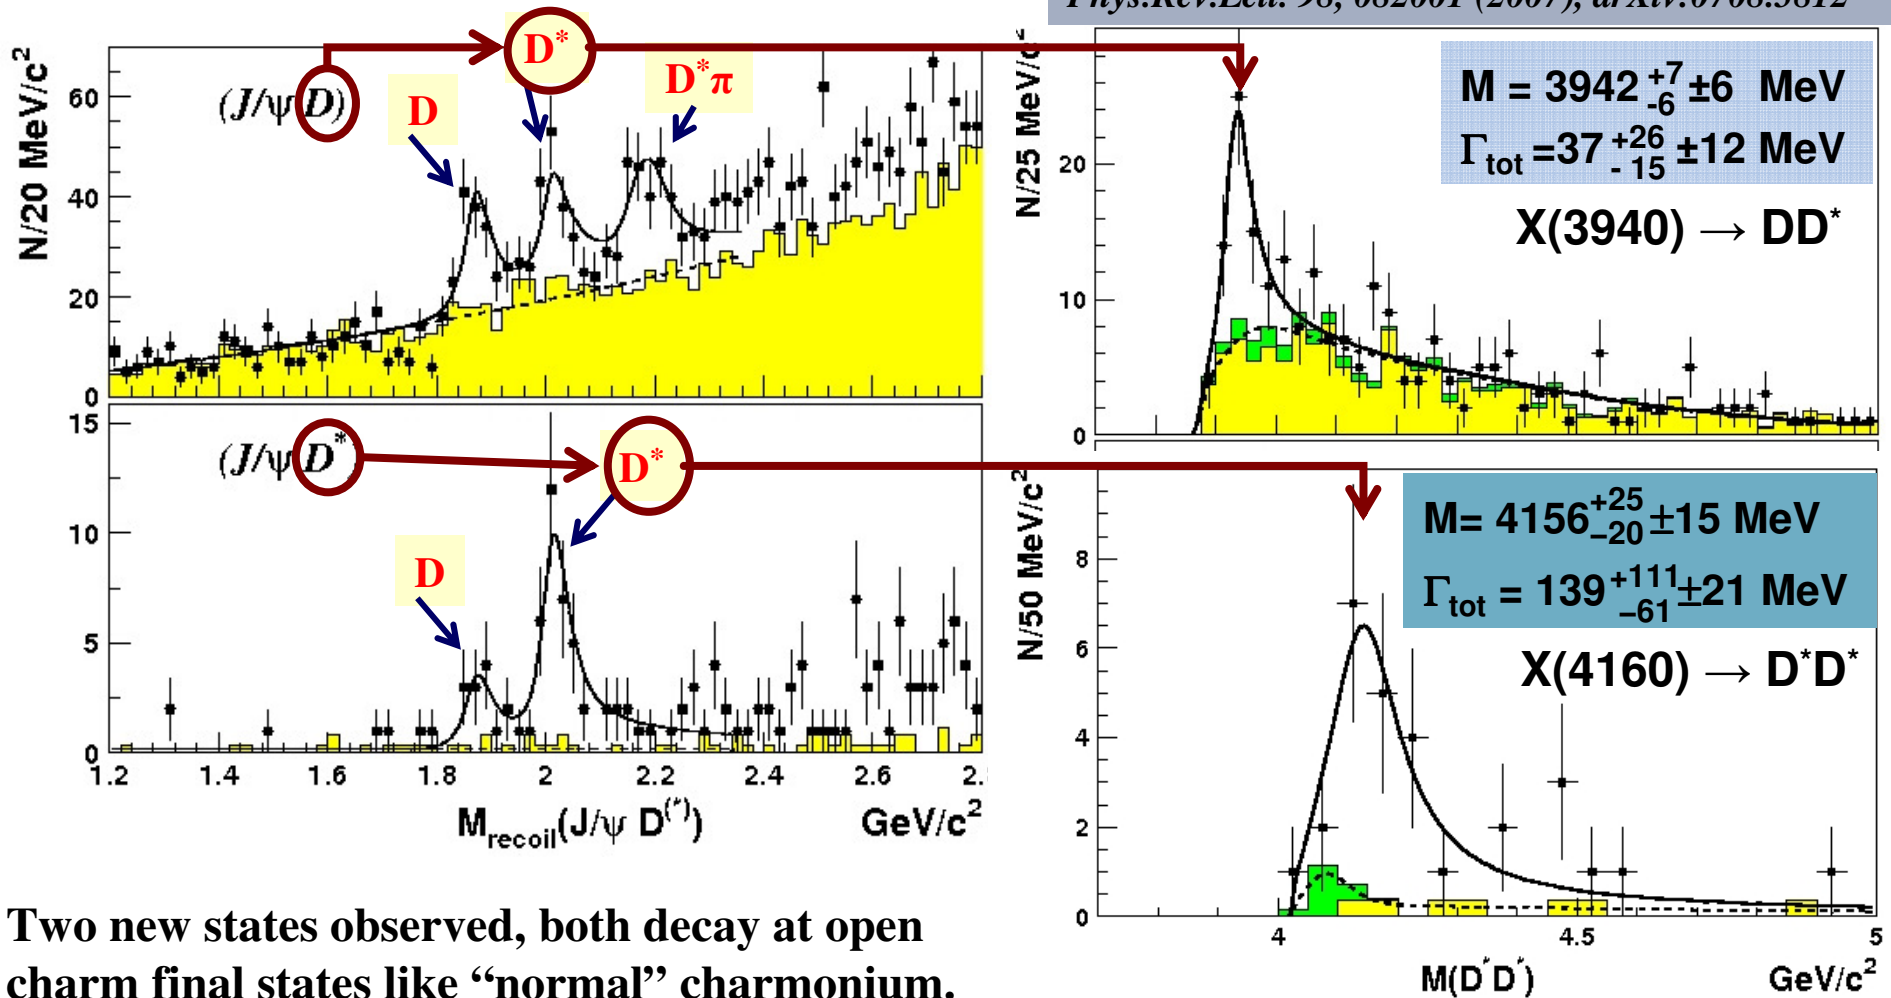 Phys.Rev.Lett. 98, 082001 (2007), arXiv:0708.3812
N/20 MeV/c²
60
40
20
0
(J/ψ D)
D
D*
D*π
15
10
5
0
(J/ψ D*)
D
D*
1.2 1.4 1.6 1.8 2 2.2 2.4 2.6 2.
M_recoil(J/ψ D^(*)) GeV/c²
N/25 MeV/c²
20
10
0
M = 3942 +7 -6 ±6 MeV
Γtot =37 +26 -15 ±12 MeV
X(3940) → DD*
N/50 MeV/c²
8
6
4
2
0
M= 4156 +25 −20 ±15 MeV
Γtot = 139 +111 −61 ±21 MeV
X(4160) → D*D*
4 4.5 5
M(D*D*) GeV/c²
Two new states observed, both decay at open
charm final states like “normal” charmonium.